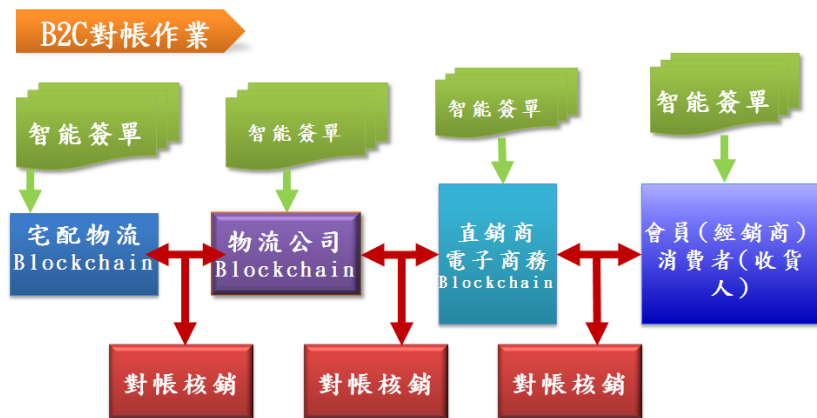 B2C對帳作業
智能簽單
智能簽單
智能簽單
智能簽單
宅配物流
Blockchain
物流公司
Blockchain
直銷商
電子商務
Blockchain
會員(經銷商)
消費者(收貨
人)
對帳核銷
對帳核銷
對帳核銷